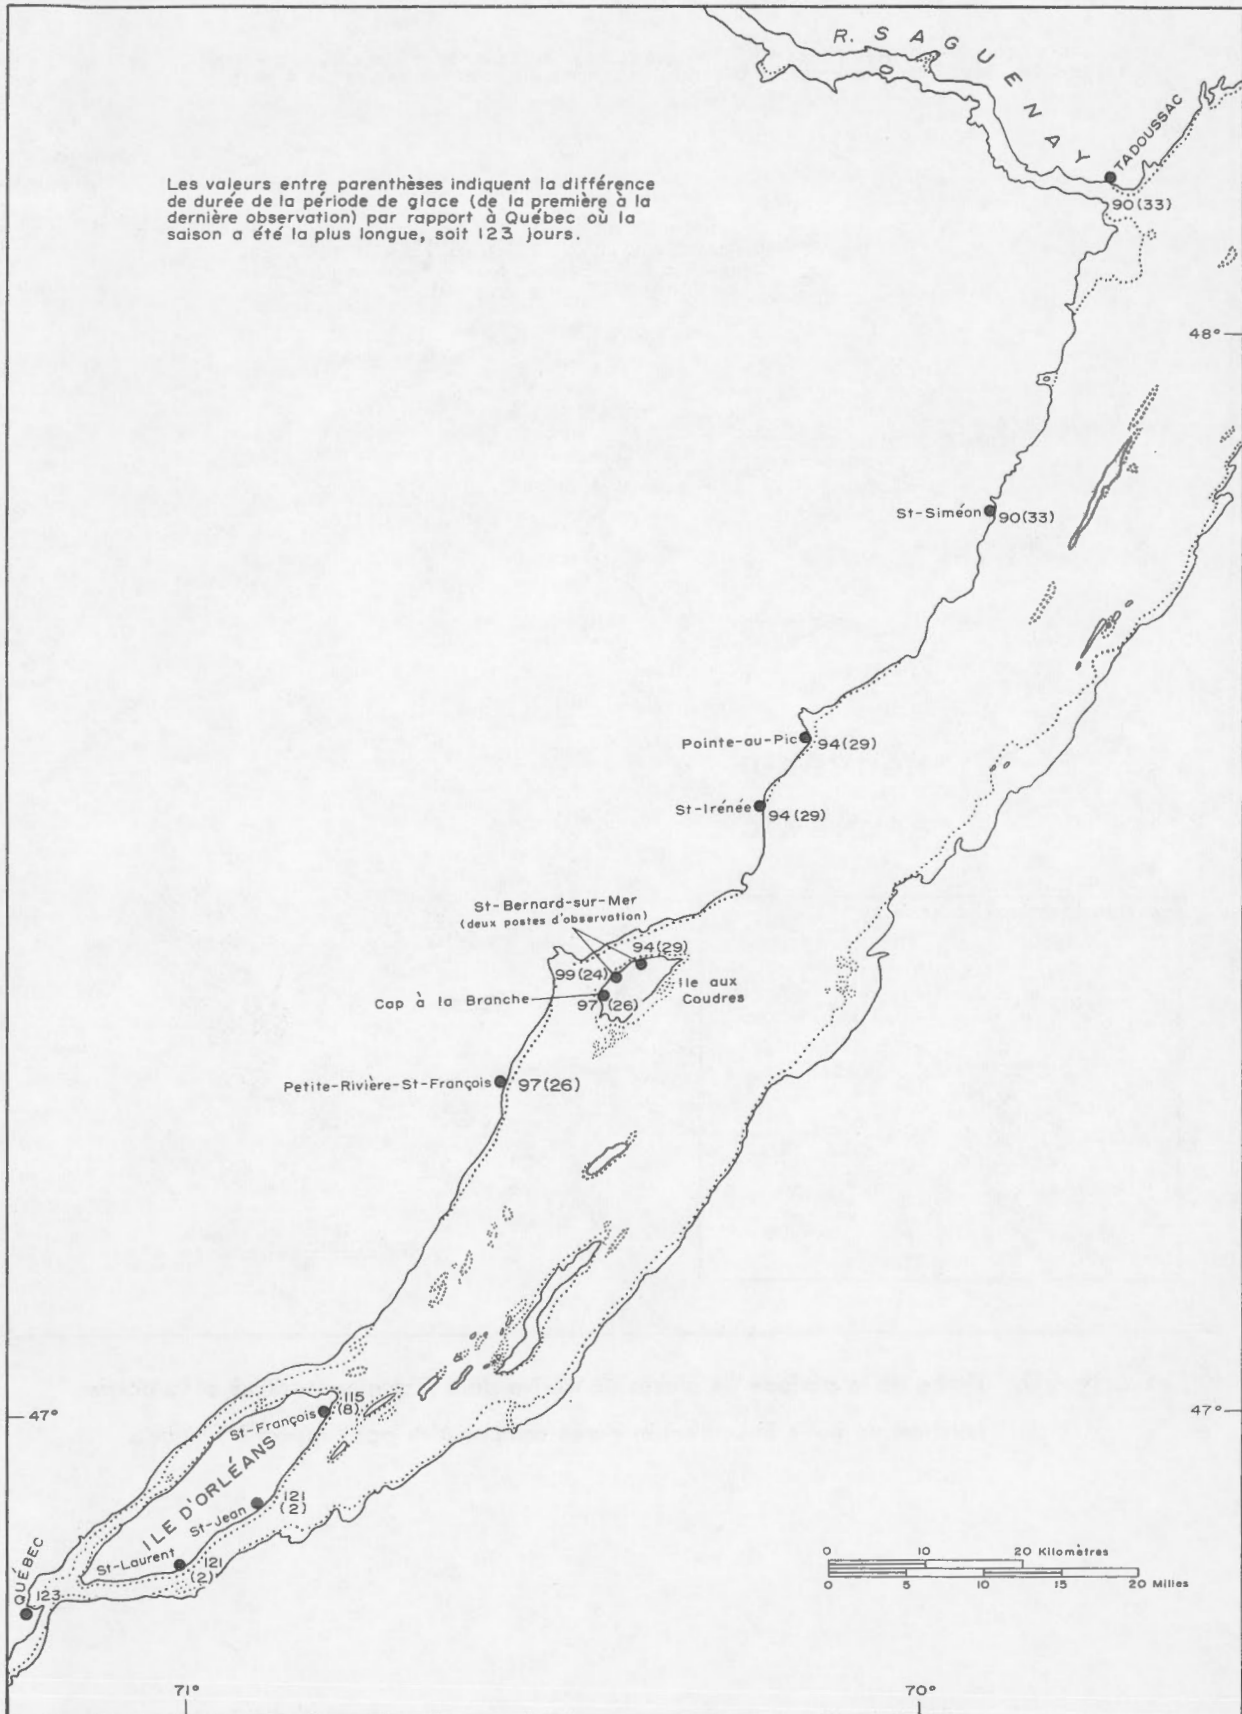 R. SAGUENAY
TADOUSSAC
90(33)
Les valeurs entre parenthèses indiquent la différence
de durée de la période de glace (de la première à la
dernière observation) par rapport à Québec où la
saison a été la plus longue, soit 123 jours.
48°
St-Siméon
90(33)
Pointe-au-Pic
94(29)
St-Irénée
94(29)
St-Bernard-sur-Mer
(deux postes d'observation)
94(29)
99(24)
Ile aux
Coudres
Cap à la Branche
97(26)
Petite-Rivière-St-François
97(26)
47°
St-François
115
(8)
47°
ILE D'ORLÉANS
St-Jean
121
(2)
St-Laurent
121
(2)
QUÉBEC
123
0 10 20 Kilomètres
0 5 10 15 20 Milles
71°
70°